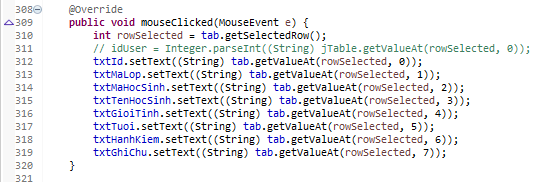 308 @Override
309 public void mouseClicked(MouseEvent e) {
310 int rowSelected = tab.getSelectedRow();
311 // idUser = Integer.parseInt((String) jTable.getValueAt(rowSelected, 0));
312 txtId.setText((String) tab.getValueAt(rowSelected, 0));
313 txtMaLop.setText((String) tab.getValueAt(rowSelected, 1));
314 txtMaHocSinh.setText((String) tab.getValueAt(rowSelected, 2));
315 txtTenHocSinh.setText((String) tab.getValueAt(rowSelected, 3));
316 txtGioiTinh.setText((String) tab.getValueAt(rowSelected, 4));
317 txtTuoi.setText((String) tab.getValueAt(rowSelected, 5));
318 txtHanhKiem.setText((String) tab.getValueAt(rowSelected, 6));
319 txtGhiChu.setText((String) tab.getValueAt(rowSelected, 7));
320 }
321